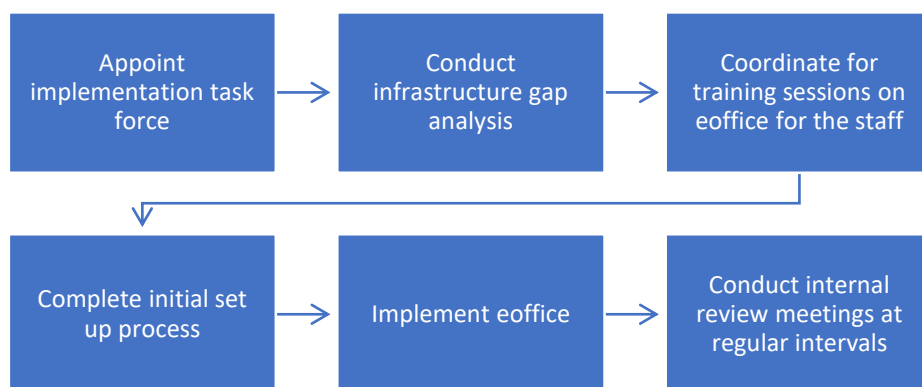 Appoint
implementation task
force
Conduct
infrastructure gap
analysis
Coordinate for
training sessions on
eoffice for the staff
Complete initial set
up process
Implement eoffice
Conduct internal
review meetings at
regular intervals